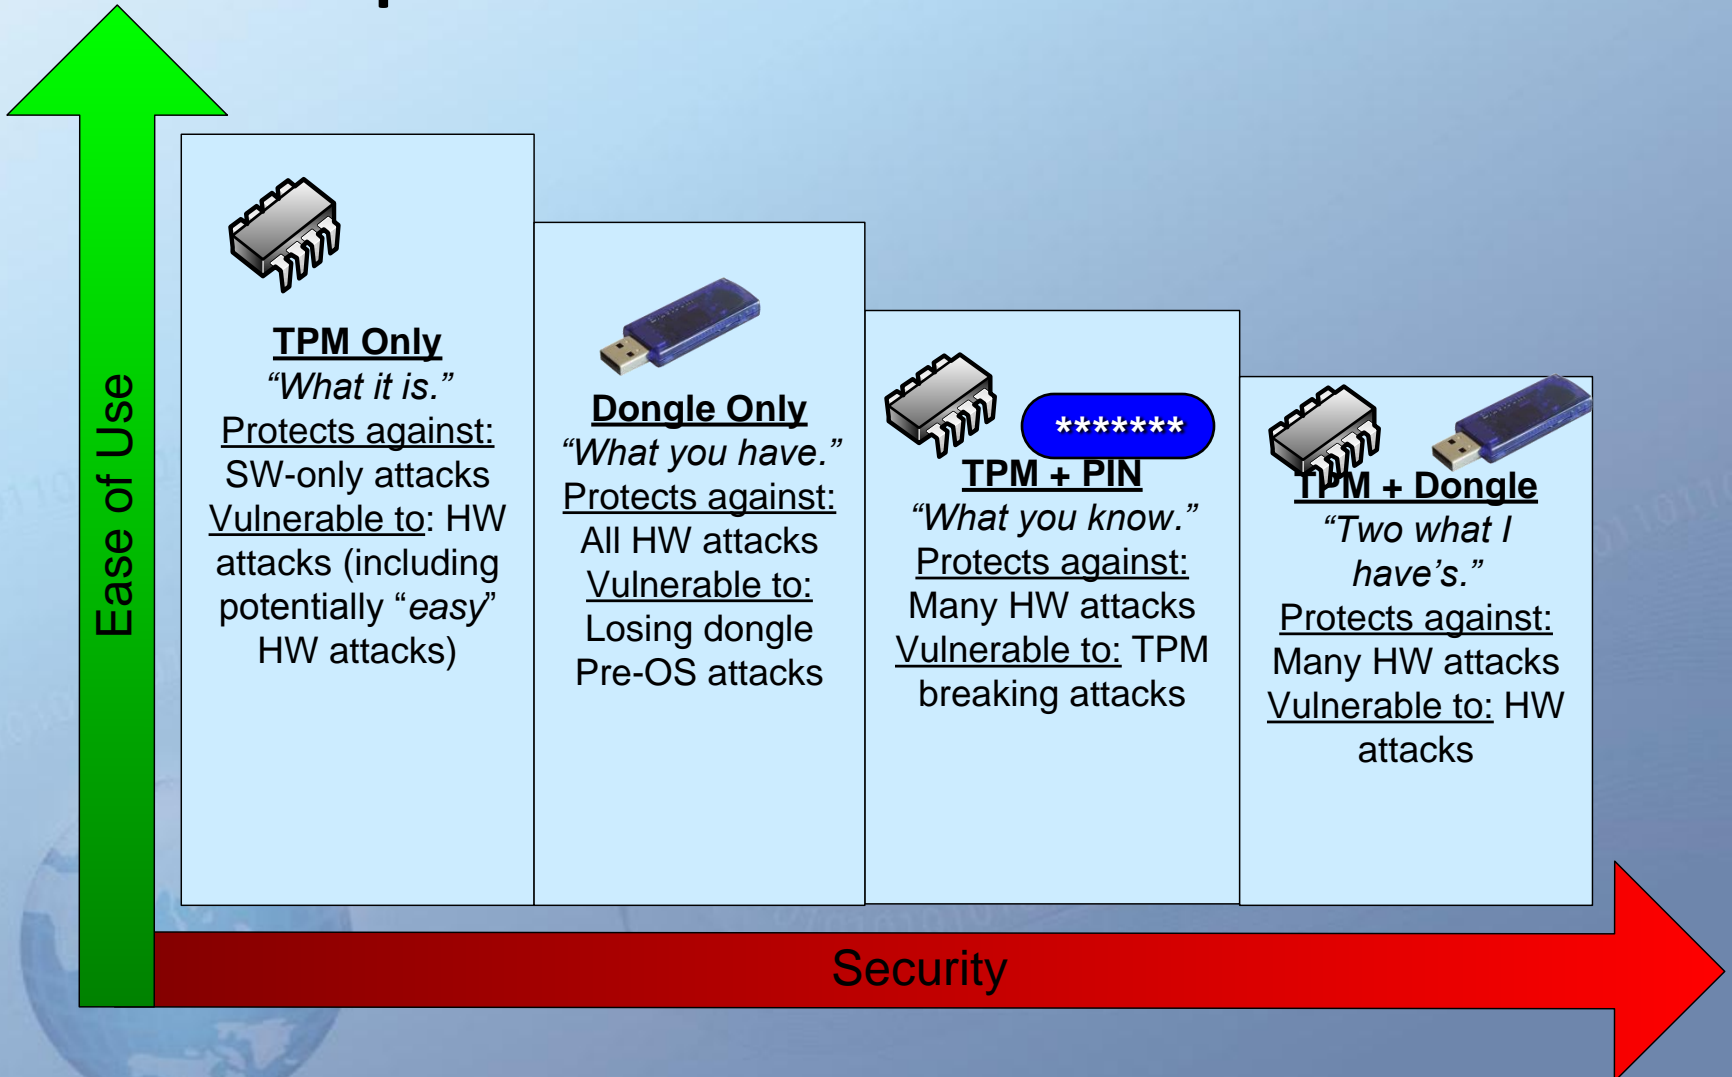 Ease of Use
TPM Only
“What it is.”
Protects against:
SW-only attacks
Vulnerable to: HW
attacks (including
potentially “easy”
HW attacks)
Dongle Only
“What you have.”
Protects against:
All HW attacks
Vulnerable to:
Losing dongle
Pre-OS attacks
*******
TPM + PIN
“What you know.”
Protects against:
Many HW attacks
Vulnerable to: TPM
breaking attacks
TPM + Dongle
“Two what I
have’s.”
Protects against:
Many HW attacks
Vulnerable to: HW
attacks
Security